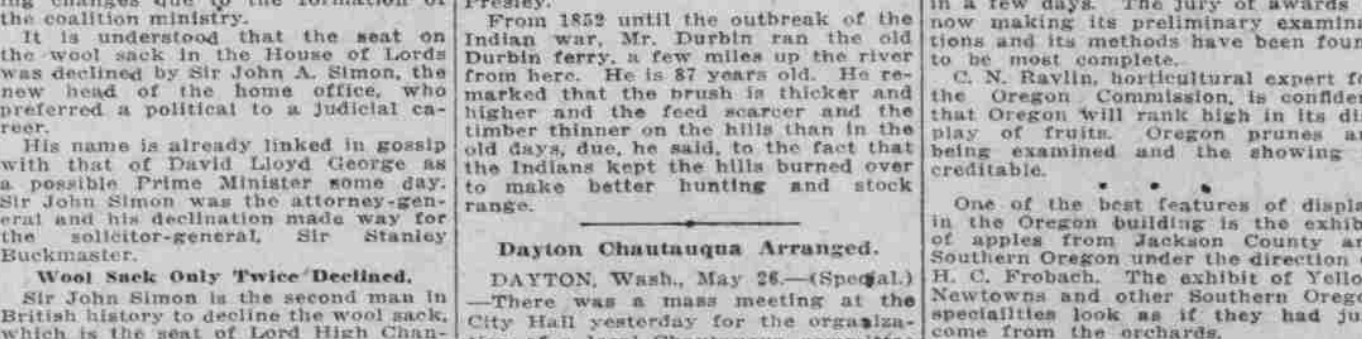 the coalition ministry.
It is understood that the seat on
the wool sack in the House of Lords
was declined by Sir John A. Simon, the
new head of the home office, who
preferred a political to a judicial ca-
reer.
His name is already linked in gossip
with that of David Lloyd George as
a possible Prime Minister some day.
Sir John Simon was the attorney-gen-
eral and his declination made way for
the solicitor-general, Sir Stanley
Buckmaster.
Wool Sack Only Twice Declined.
Sir John Simon is the second man in
British history to decline the wool sack,
which is the seat of Lord High Chan-
Presley.
From 1852 until the outbreak of the
Indian war, Mr. Durbin ran the old
Durbin ferry, a few miles up the river
from here. He is 87 years old. He re-
marked that the brush is thicker and
higher and the feed scarcer and the
timber thinner on the hills than in the
old days, due, he said, to the fact that
the Indians kept the hills burned over
to make better hunting and stock
range.
Dayton Chautauqua Arranged.
DAYTON, Wash., May 26.—(Special.)
—There was a mass meeting at the
City Hall yesterday for the organiza-
in a few days. The jury of awards
now making its preliminary examina
tions and its methods have been foun
to be most complete.
C. N. Ravlin, horticultural expert fo
the Oregon Commission, is confiden
that Oregon will rank high in its dis
play of fruits. Oregon prunes ar
being examined and the showing
creditable.
• • •
One of the best features of displa
in the Oregon building is the exhib
of apples from Jackson County an
Southern Oregon under the direction
H. C. Frobach. The exhibit of Yello
Newtowns and other Southern Orego
specialities look as if they had ju
come from the orchards.